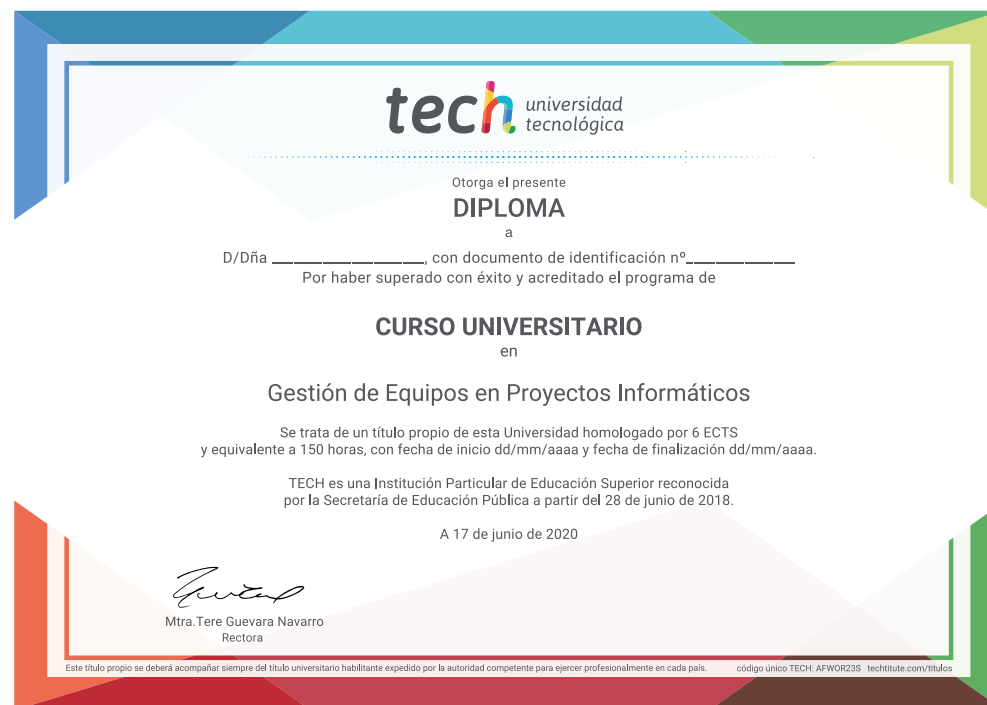 tech universidad
tecnológica
Otorga el presente
DIPLOMA
a
D/Dña ______________, con documento de identificación nº__________
Por haber superado con éxito y acreditado el programa de
CURSO UNIVERSITARIO
en
Gestión de Equipos en Proyectos Informáticos
Se trata de un título propio de esta Universidad homologado por 6 ECTS
y equivalente a 150 horas, con fecha de inicio dd/mm/aaaa y fecha de finalización dd/mm/aaaa.
TECH es una Institución Particular de Educación Superior reconocida
por la Secretaría de Educación Pública a partir del 28 de junio de 2018.
A 17 de junio de 2020
Mtra.Tere Guevara Navarro
Rectora
Este título propio se deberá acompañar siempre del título universitario habilitante expedido por la autoridad competente para ejercer profesionalmente en cada país. código único TECH: AFWOR23S techtitute.com/titulos